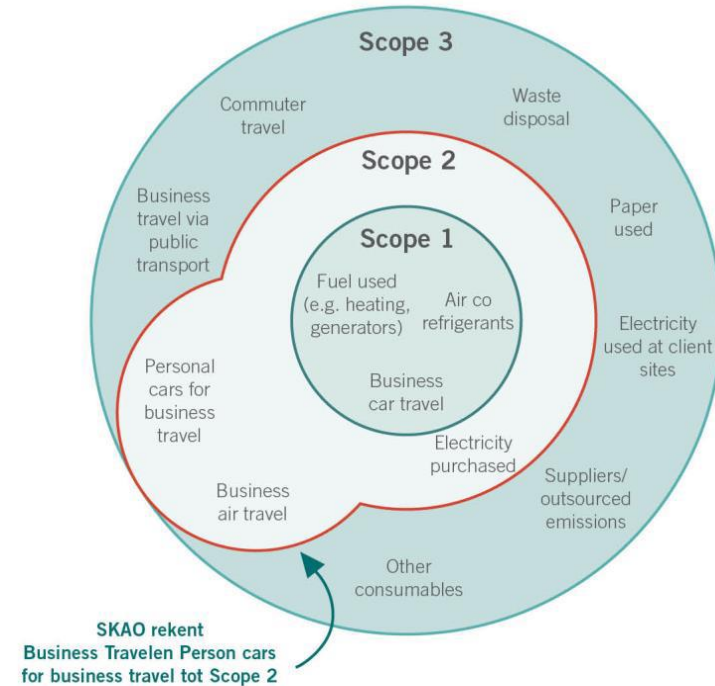 Scope 3
Commuter
travel
Waste
disposal
Scope 2
Business
travel via
public
transport
Paper
used
Scope 1
Fuel used
(e.g. heating,
generators)
Air co
refrigerants
Electricity
used at client
sites
Personal
cars for
business
travel
Business
car travel
Electricity
purchased
Business
air travel
Suppliers/
outsourced
emissions
Other
consumables
SKAO rekent
Business Travelen Person cars
for business travel tot Scope 2